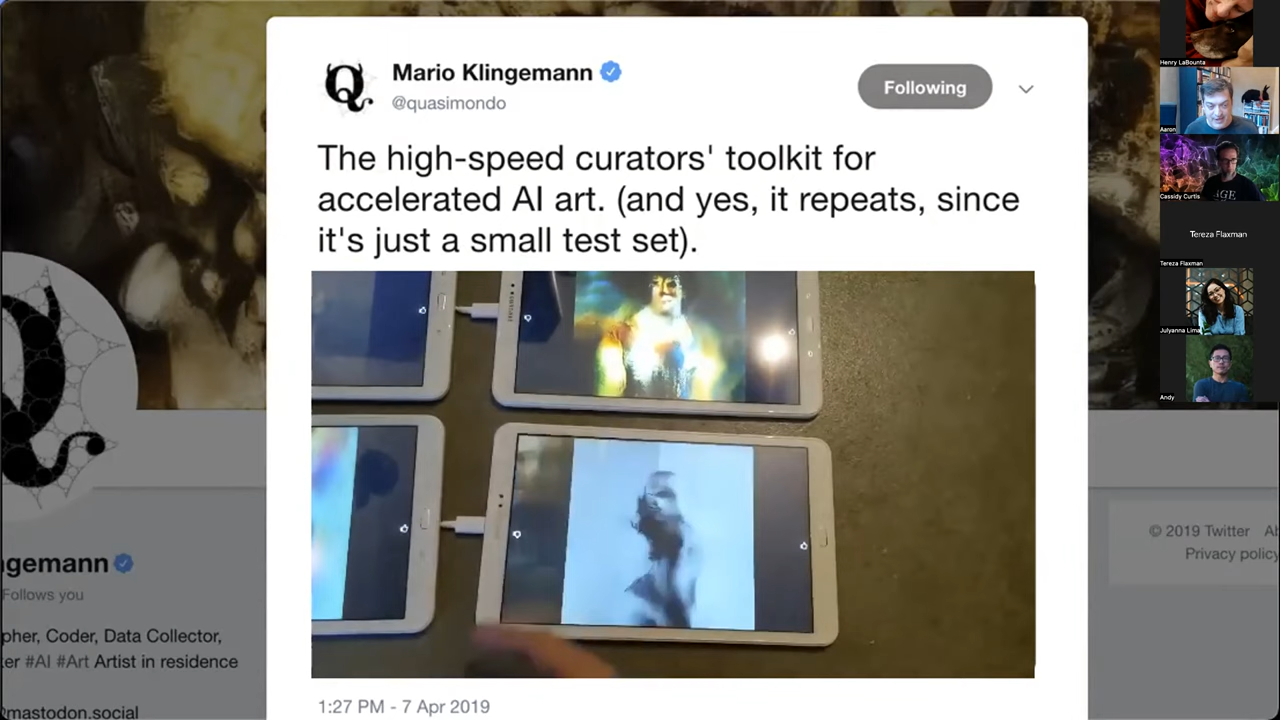 Mario Klingemann
@quasimondo
Following
The high-speed curators' toolkit for
accelerated AI art. (and yes, it repeats, since
it's just a small test set).
SAMSUNG
1:27 PM - 7 Apr 2019
gemann
Follows you
pher, Coder, Data Collector,
er #AI #Art Artist in residence
@mastodon.social
© 2019 Twitter
Privacy policy
Henry LaBounta
Aaron
Cassidy Curtis
Tereza Flaxman
Tereza Flaxman
Julyanna Lima
Andy